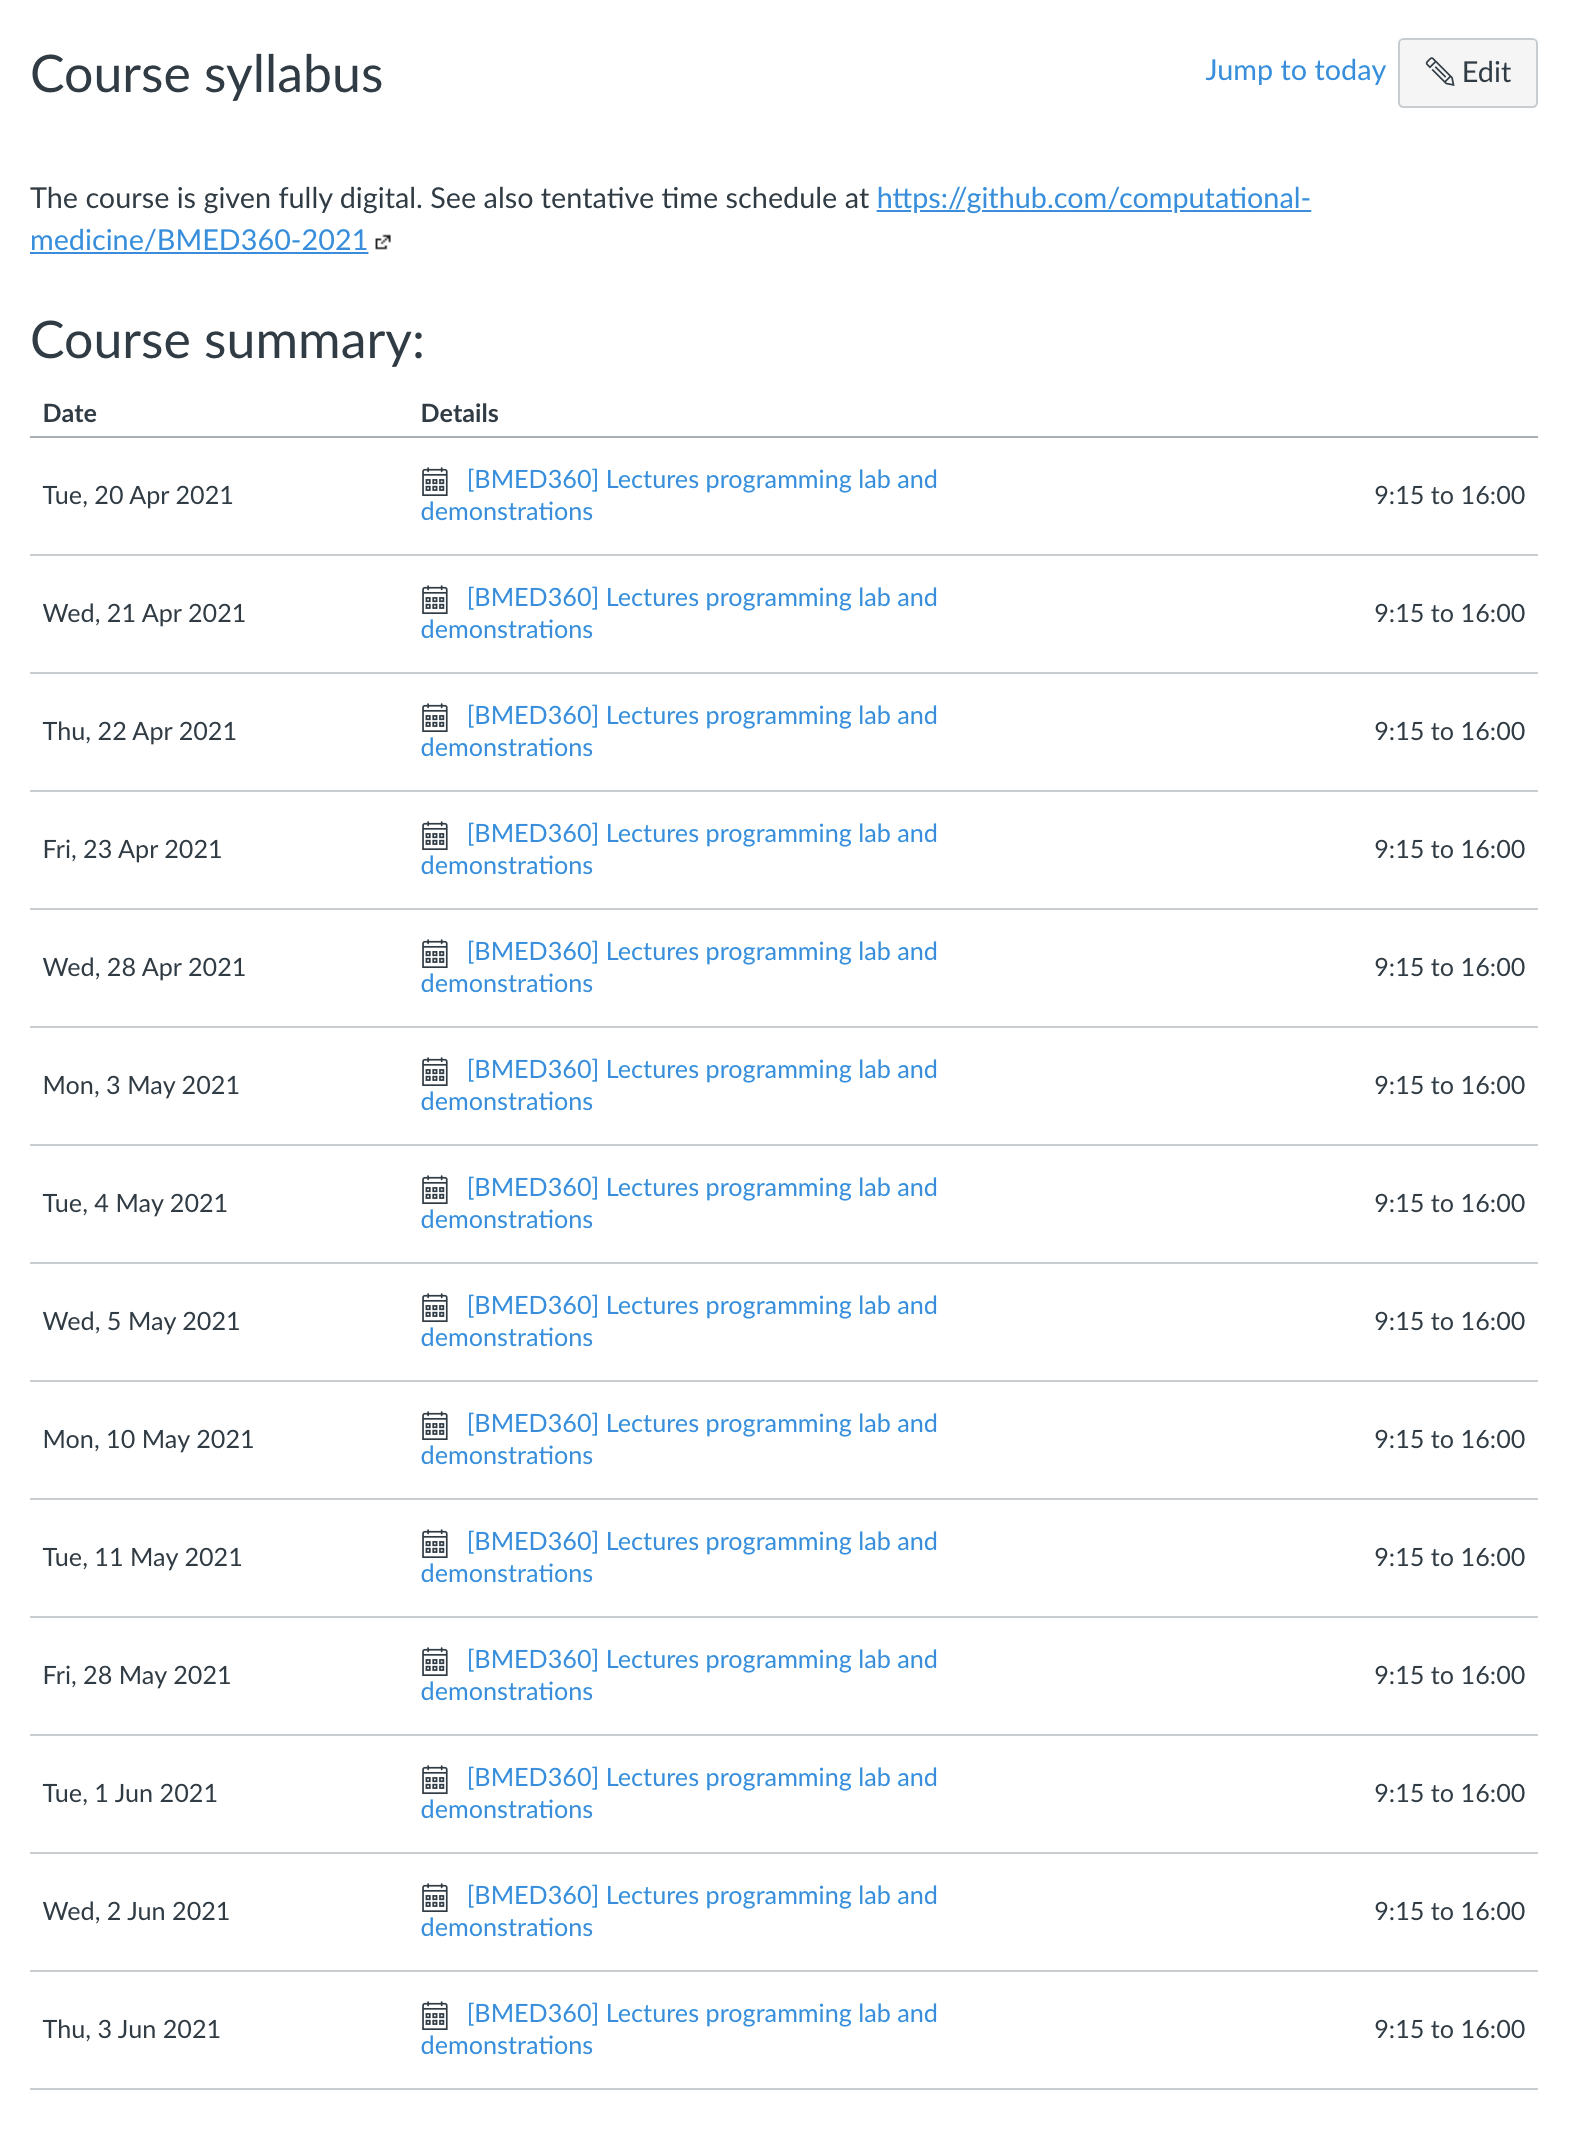 Course syllabus
Jump to today
Edit
The course is given fully digital. See also tentative time schedule at https://github.com/computational-
medicine/BMED360-2021
Course summary:
Date Details
Tue, 20 Apr 2021
[BMED360] Lectures programming lab and
demonstrations
9:15 to 16:00
Wed, 21 Apr 2021
[BMED360] Lectures programming lab and
demonstrations
9:15 to 16:00
Thu, 22 Apr 2021
[BMED360] Lectures programming lab and
demonstrations
9:15 to 16:00
Fri, 23 Apr 2021
[BMED360] Lectures programming lab and
demonstrations
9:15 to 16:00
Wed, 28 Apr 2021
[BMED360] Lectures programming lab and
demonstrations
9:15 to 16:00
Mon, 3 May 2021
[BMED360] Lectures programming lab and
demonstrations
9:15 to 16:00
Tue, 4 May 2021
[BMED360] Lectures programming lab and
demonstrations
9:15 to 16:00
Wed, 5 May 2021
[BMED360] Lectures programming lab and
demonstrations
9:15 to 16:00
Mon, 10 May 2021
[BMED360] Lectures programming lab and
demonstrations
9:15 to 16:00
Tue, 11 May 2021
[BMED360] Lectures programming lab and
demonstrations
9:15 to 16:00
Fri, 28 May 2021
[BMED360] Lectures programming lab and
demonstrations
9:15 to 16:00
Tue, 1 Jun 2021
[BMED360] Lectures programming lab and
demonstrations
9:15 to 16:00
Wed, 2 Jun 2021
[BMED360] Lectures programming lab and
demonstrations
9:15 to 16:00
Thu, 3 Jun 2021
[BMED360] Lectures programming lab and
demonstrations
9:15 to 16:00